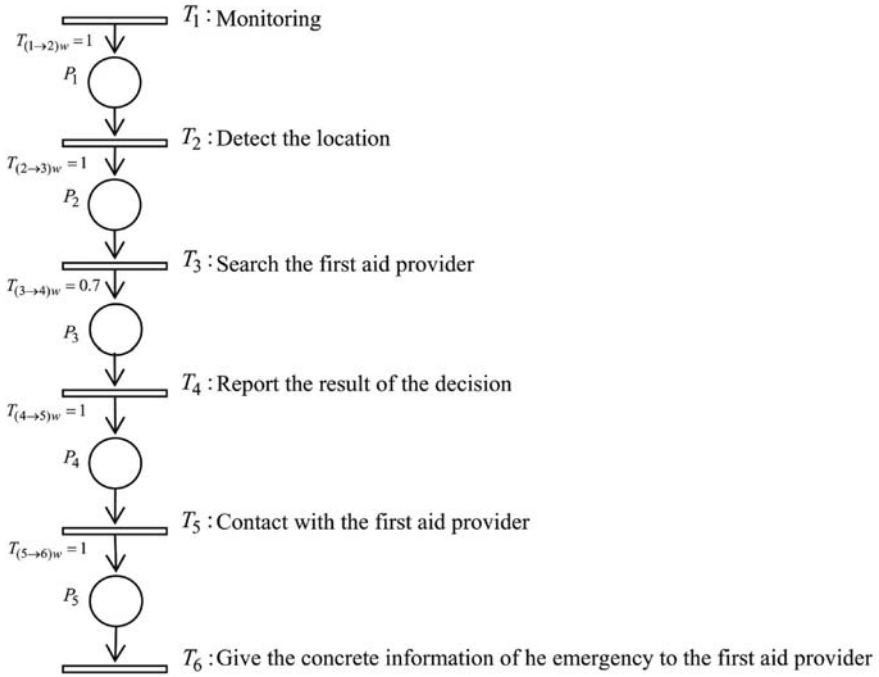 T1 : Monitoring
T(1→2)w = 1
P1
T2 : Detect the location
T(2→3)w = 1
P2
T3 : Search the first aid provider
T(3→4)w = 0.7
P3
T4 : Report the result of the decision
T(4→5)w = 1
P4
T5 : Contact with the first aid provider
T(5→6)w = 1
P5
T6 : Give the concrete information of he emergency to the first aid provider